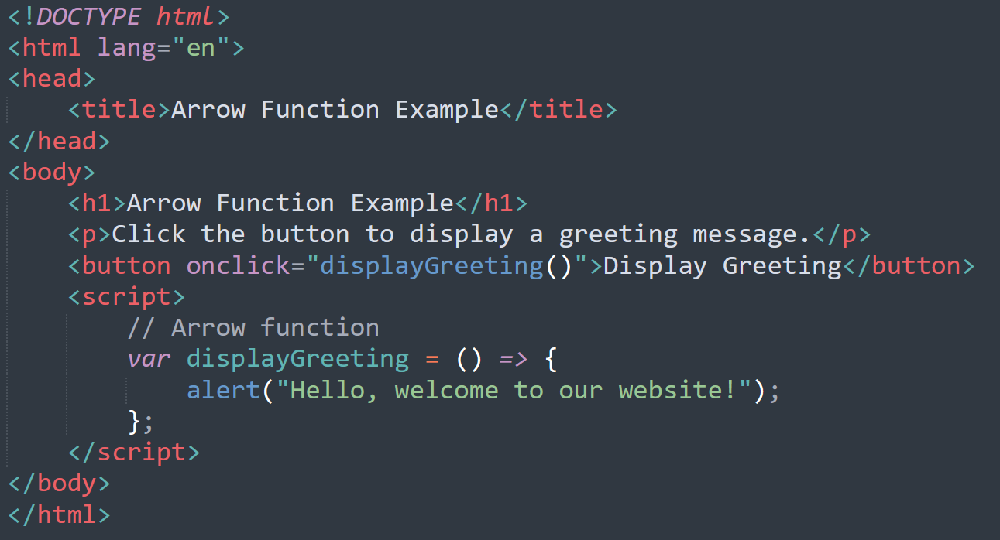 <!DOCTYPE html>
<html lang="en">
<head>
    <title>Arrow Function Example</title>
</head>
<body>
    <h1>Arrow Function Example</h1>
    <p>Click the button to display a greeting message.</p>
    <button onclick="displayGreeting()">Display Greeting</button>
    <script>
        // Arrow function
        var displayGreeting = () => {
            alert("Hello, welcome to our website!");
        };
    </script>
</body>
</html>